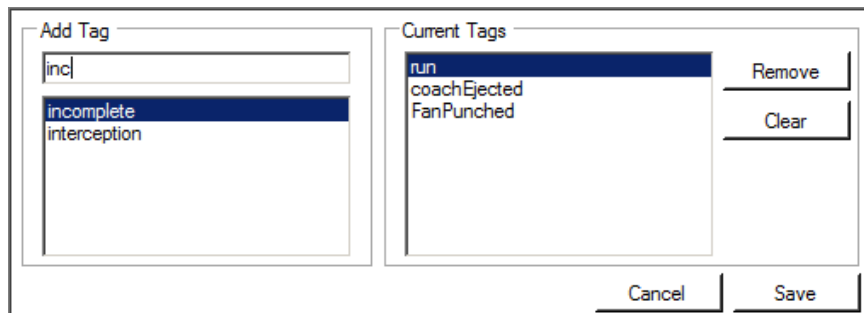 Add Tag
inc
incomplete
interception
Current Tags
run
coachEjected
FanPunched
Remove
Clear
Cancel
Save